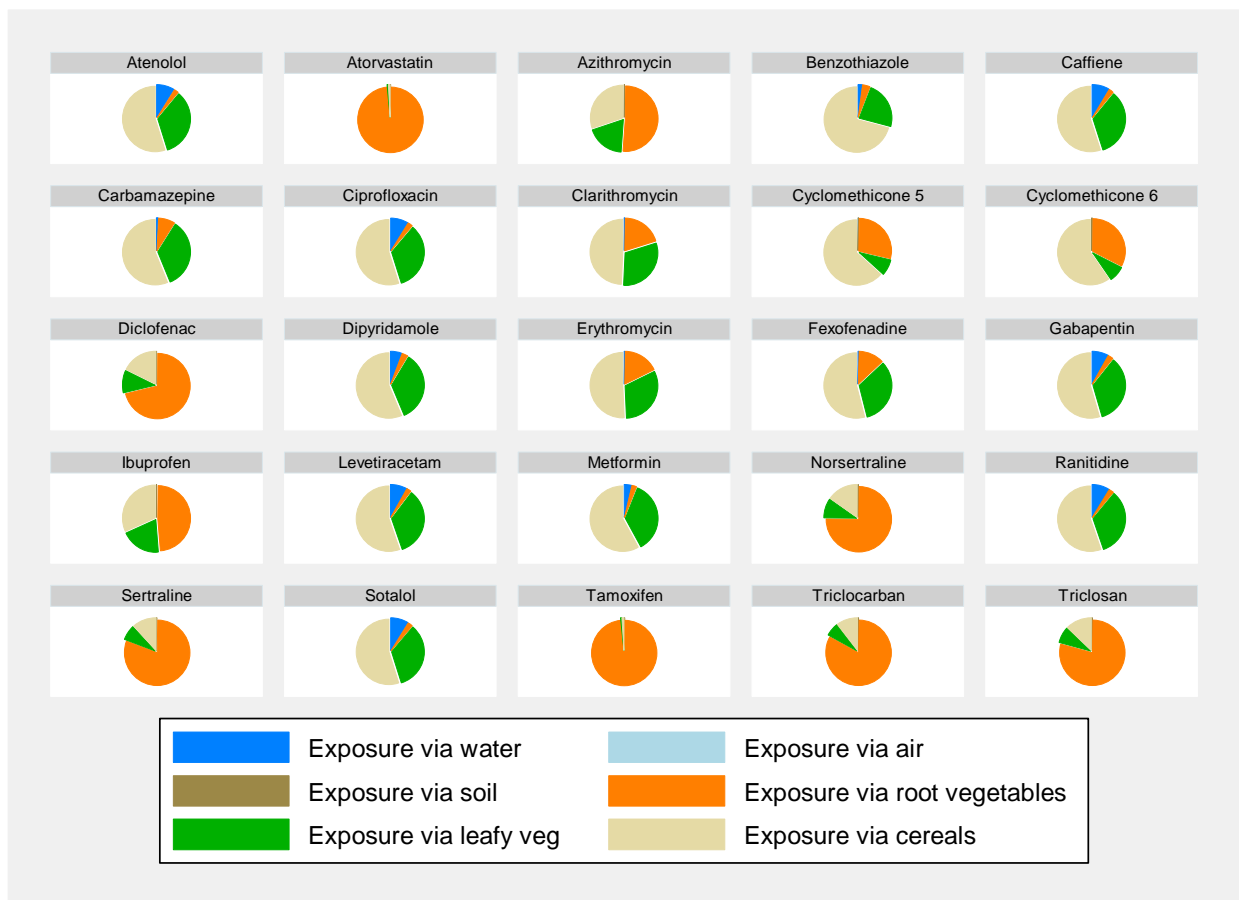 Atenolol
Atorvastatin
Azithromycin
Benzothiazole
Caffiene
Carbamazepine
Ciprofloxacin
Clarithromycin
Cyclomethicone 5
Cyclomethicone 6
Diclofenac
Dipyridamole
Erythromycin
Fexofenadine
Gabapentin
Ibuprofen
Levetiracetam
Metformin
Norsertraline
Ranitidine
Sertraline
Sotalol
Tamoxifen
Triclocarban
Triclosan
Exposure via water
Exposure via air
Exposure via soil
Exposure via root vegetables
Exposure via leafy veg
Exposure via cereals